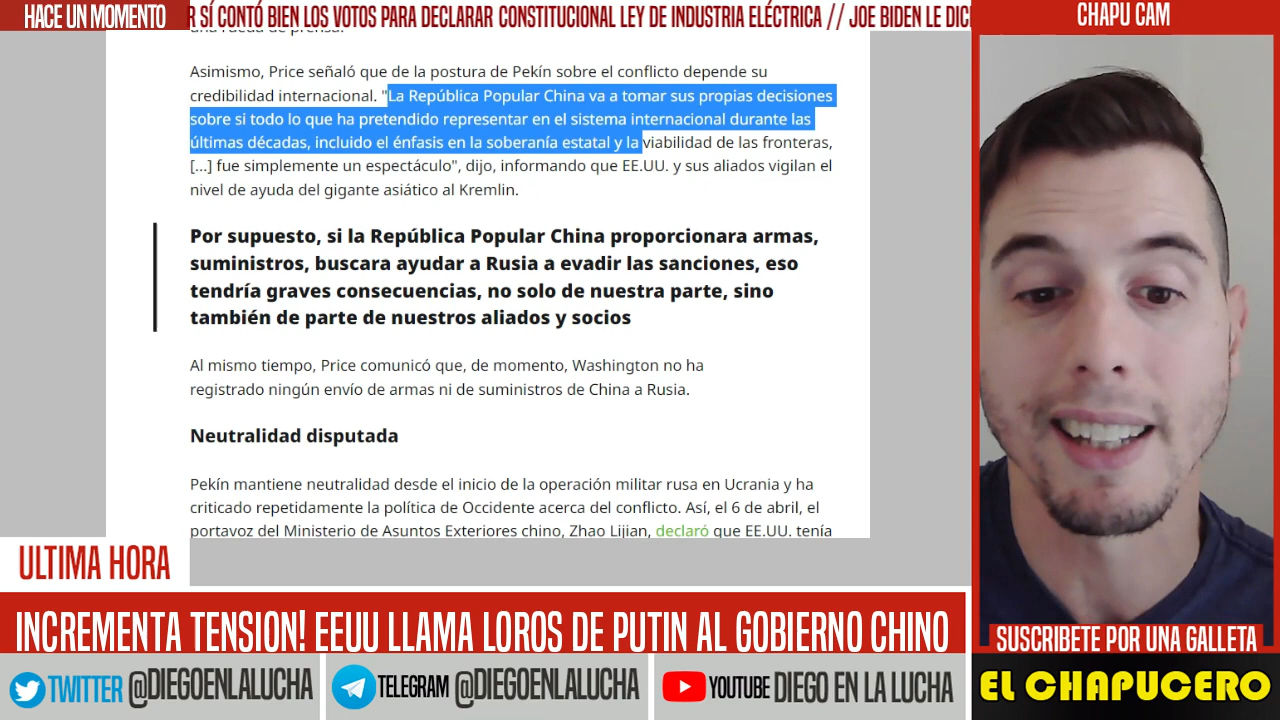 HACE UN MOMENTO
R SÍ CONTÓ BIEN LOS VOTOS PARA DECLARAR CONSTITUCIONAL LEY DE INDUSTRIA ELÉCTRICA // JOE BIDEN LE DICE
CHAPU CAM
una rueda de prensa.
Asimismo, Price señaló que de la postura de Pekín sobre el conflicto depende su
credibilidad internacional. "La República Popular China va a tomar sus propias decisiones
sobre si todo lo que ha pretendido representar en el sistema internacional durante las
últimas décadas, incluido el énfasis en la soberanía estatal y la viabilidad de las fronteras,
[...] fue simplemente un espectáculo", dijo, informando que EE.UU. y sus aliados vigilan el
nivel de ayuda del gigante asiático al Kremlin.
Por supuesto, si la República Popular China proporcionara armas,
suministros, buscara ayudar a Rusia a evadir las sanciones, eso
tendría graves consecuencias, no solo de nuestra parte, sino
también de parte de nuestros aliados y socios
Al mismo tiempo, Price comunicó que, de momento, Washington no ha
registrado ningún envío de armas ni de suministros de China a Rusia.
Neutralidad disputada
Pekín mantiene neutralidad desde el inicio de la operación militar rusa en Ucrania y ha
criticado repetidamente la política de Occidente acerca del conflicto. Así, el 6 de abril, el
portavoz del Ministerio de Asuntos Exteriores chino, Zhao Lijian, declaró que EE.UU. tenía
ULTIMA HORA
INCREMENTA TENSION! EEUU LLAMA LOROS DE PUTIN AL GOBIERNO CHINO
SUSCRIBETE POR UNA GALLETA
TWITTER @DIEGOENLALUCHA
TELEGRAM @DIEGOENLALUCHA
YOUTUBE DIEGO EN LA LUCHA
EL CHAPUCERO